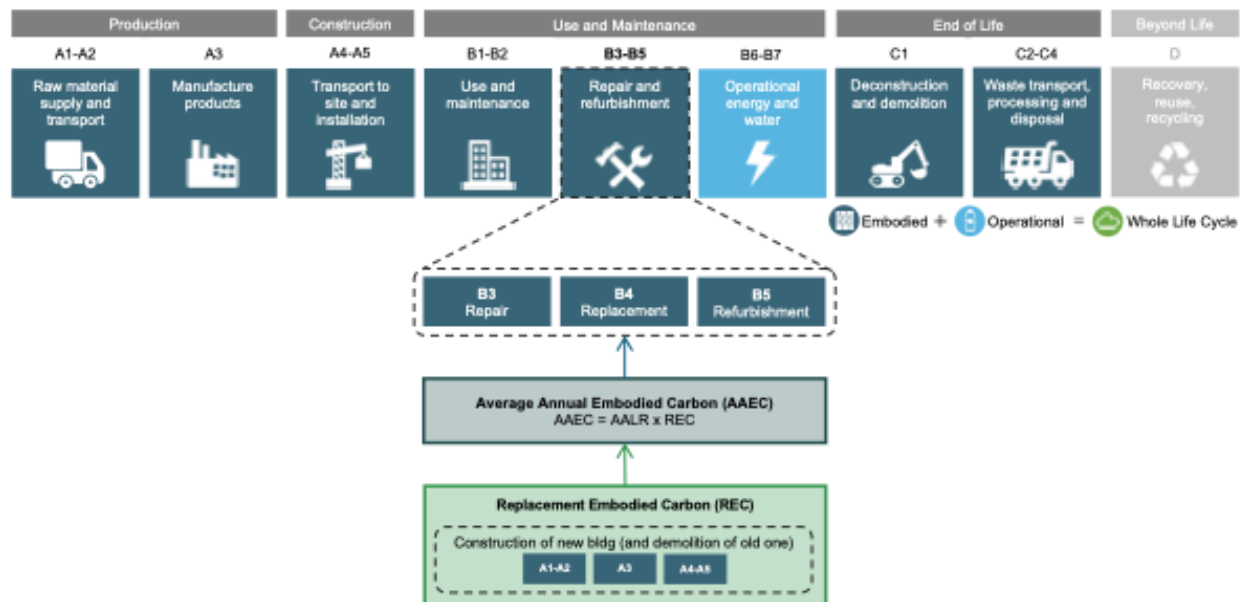 Production
Construction
Use and Maintenance
End of Life
Beyond Life
A1-A2
A3
A4-A5
B1-B2
B3-B5
B6-B7
C1
C2-C4
D
Raw material
supply and
transport
Manufacture
products
Transport to
site and
installation
Use and
maintenance
Repair and
refurbishment
Operational
energy and
water
Deconstruction
and demolition
Waste transport,
processing and
disposal
Recovery,
reuse,
recycling
Embodied + Operational = Whole Life Cycle
B3
Repair
B4
Replacement
B5
Refurbishment
Average Annual Embodied Carbon (AAEC)
AAEC = AALR x REC
Replacement Embodied Carbon (REC)
Construction of new bldg (and demolition of old one)
A1-A2
A3
A4-A5